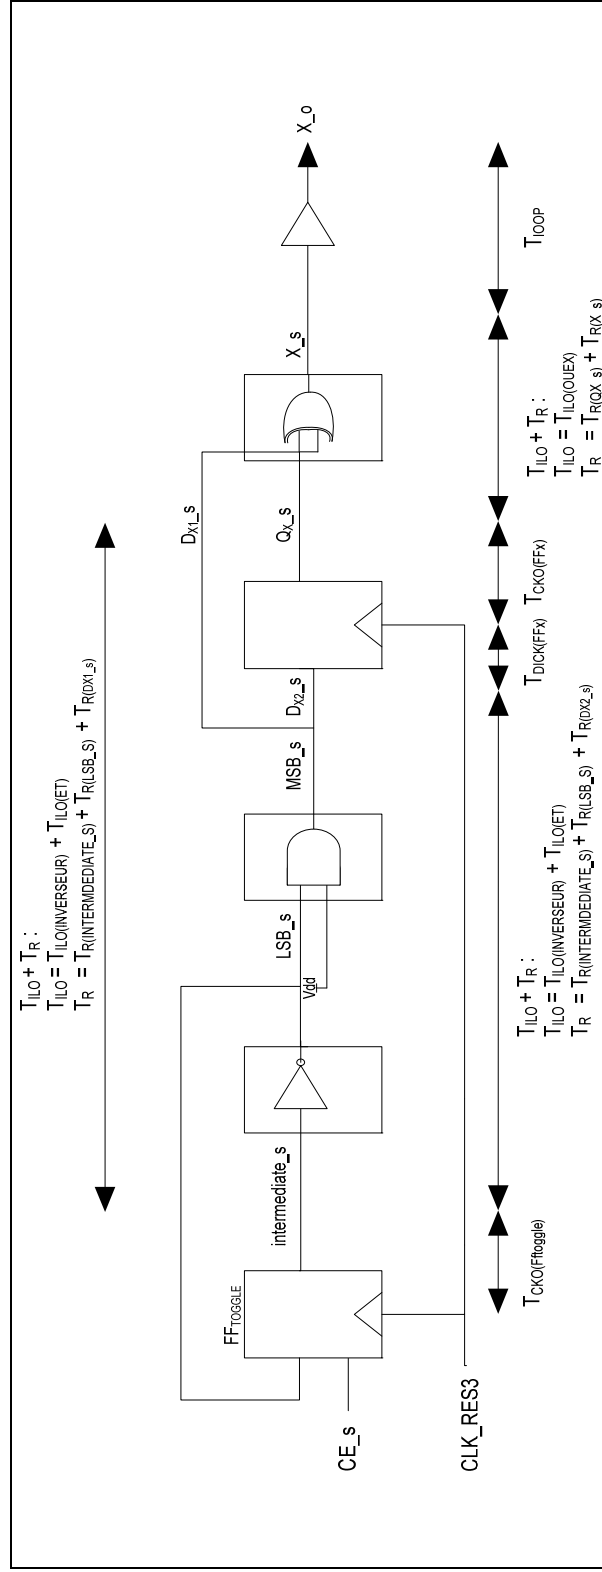 T_ILO + T_R :
T_ILO = T_ILO(INVERSEUR) + T_ILO(ET)
T_R = T_R(INTERMDEDIATE_S) + T_R(LSB_S) + T_R(DX1_s)
FF_TOGGLE
intermediate_s
LSB_s
Vdd
MSB_s
D_X2_s
D_X1_s
Q_X_s
X_s
X_o
CE_s
CLK_RES3
T_CKO(Fftoggle)
T_ILO + T_R :
T_ILO = T_ILO(INVERSEUR) + T_ILO(ET)
T_R = T_R(INTERMDEDIATE_S) + T_R(LSB_S) + T_R(DX2_s)
T_DICK(FFx)
T_CKO(FFx)
T_ILO + T_R :
T_ILO = T_ILO(OUEX)
T_R = T_R(QX_s) + T_R(X_s)
T_IOOP